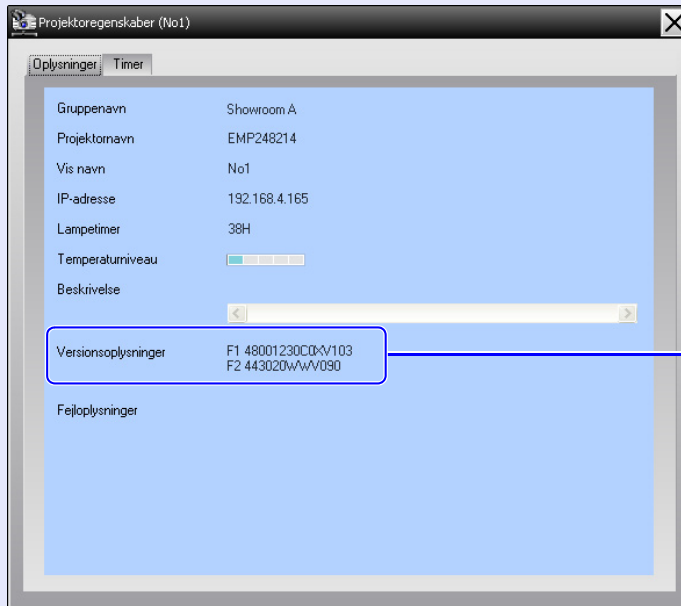 Projektoregenskaber (No1)
Oplysninger Timer
Gruppenavn Showroom A
Projektornavn EMP248214
Vis navn No1
IP-adresse 192.168.4.165
Lampetimer 38H
Temperaturniveau
Beskrivelse
Versionsoplysninger F1 48001230C0XV103
F2 443020WWV090
Fejloplysninger